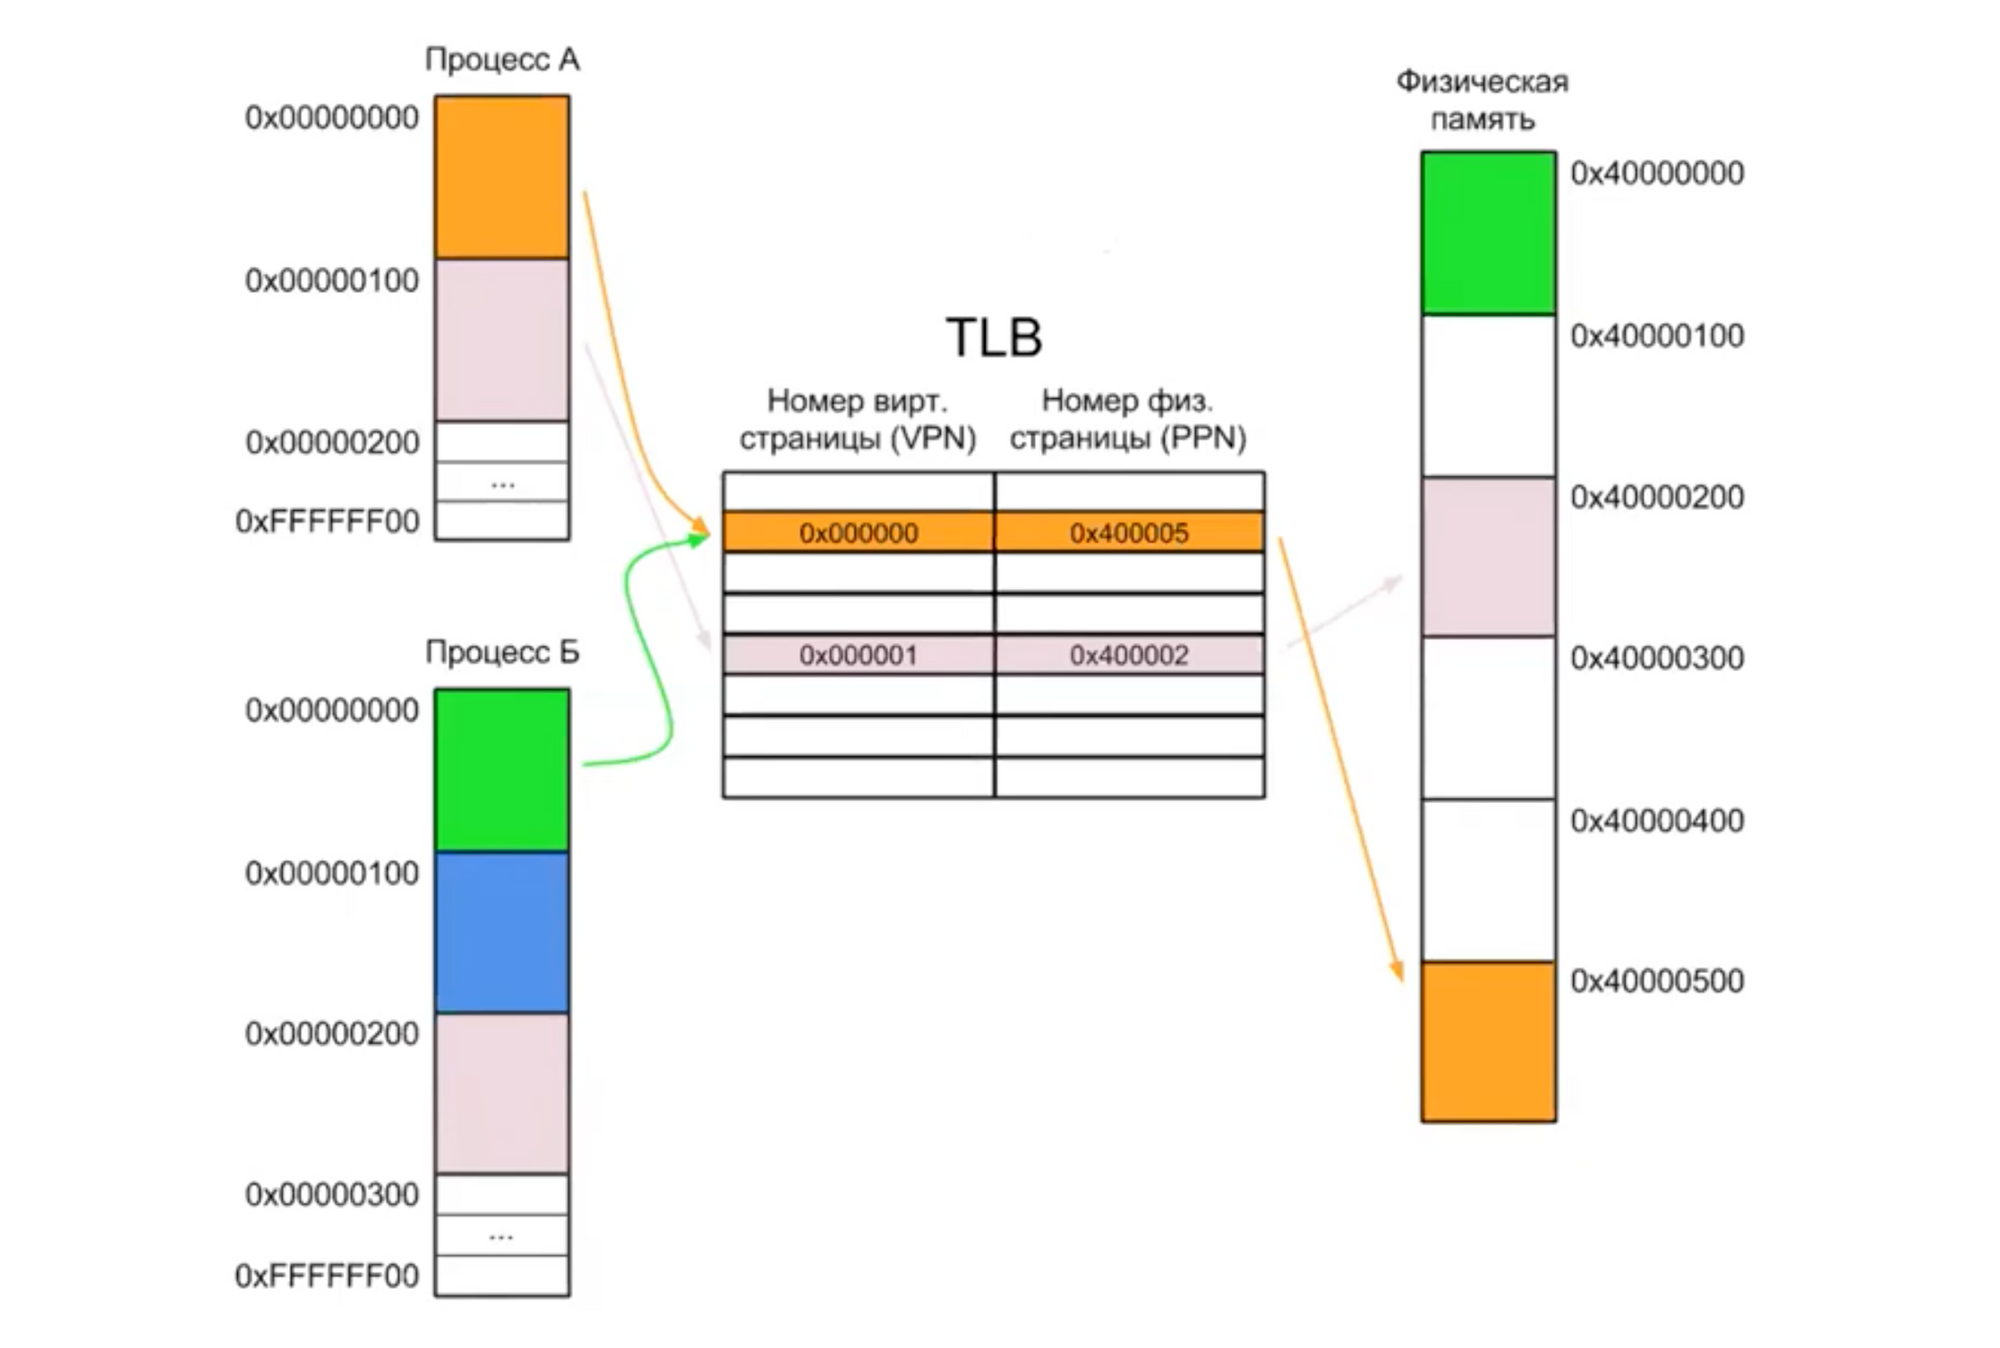 Процесс А
0x00000000
0x00000100
0x00000200
...
0xFFFFFF00
Процесс Б
0x00000000
0x00000100
0x00000200
0x00000300
...
0xFFFFFF00
TLB
Номер вирт. страницы (VPN)
Номер физ. страницы (PPN)
0x000000 0x400005
0x000001 0x400002
Физическая
память
0x40000000
0x40000100
0x40000200
0x40000300
0x40000400
0x40000500